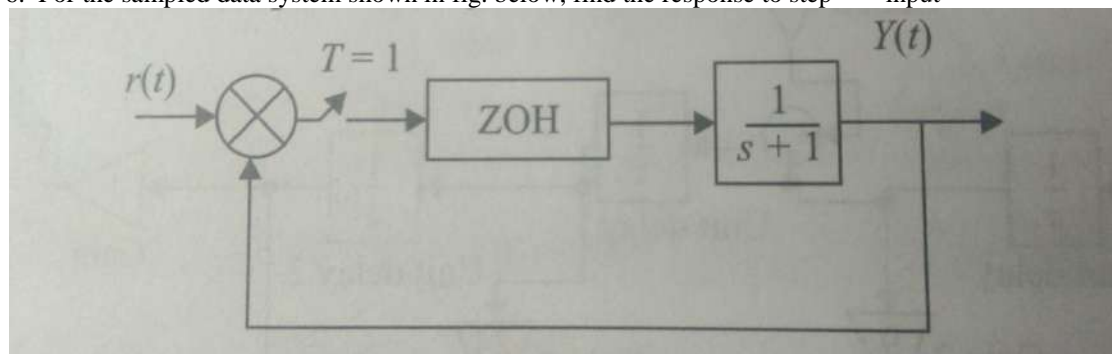 6. For the sampled data system shown in fig. below, find the response to step input
Y(t)
T = 1
r(t)
ZOH
1
s + 1